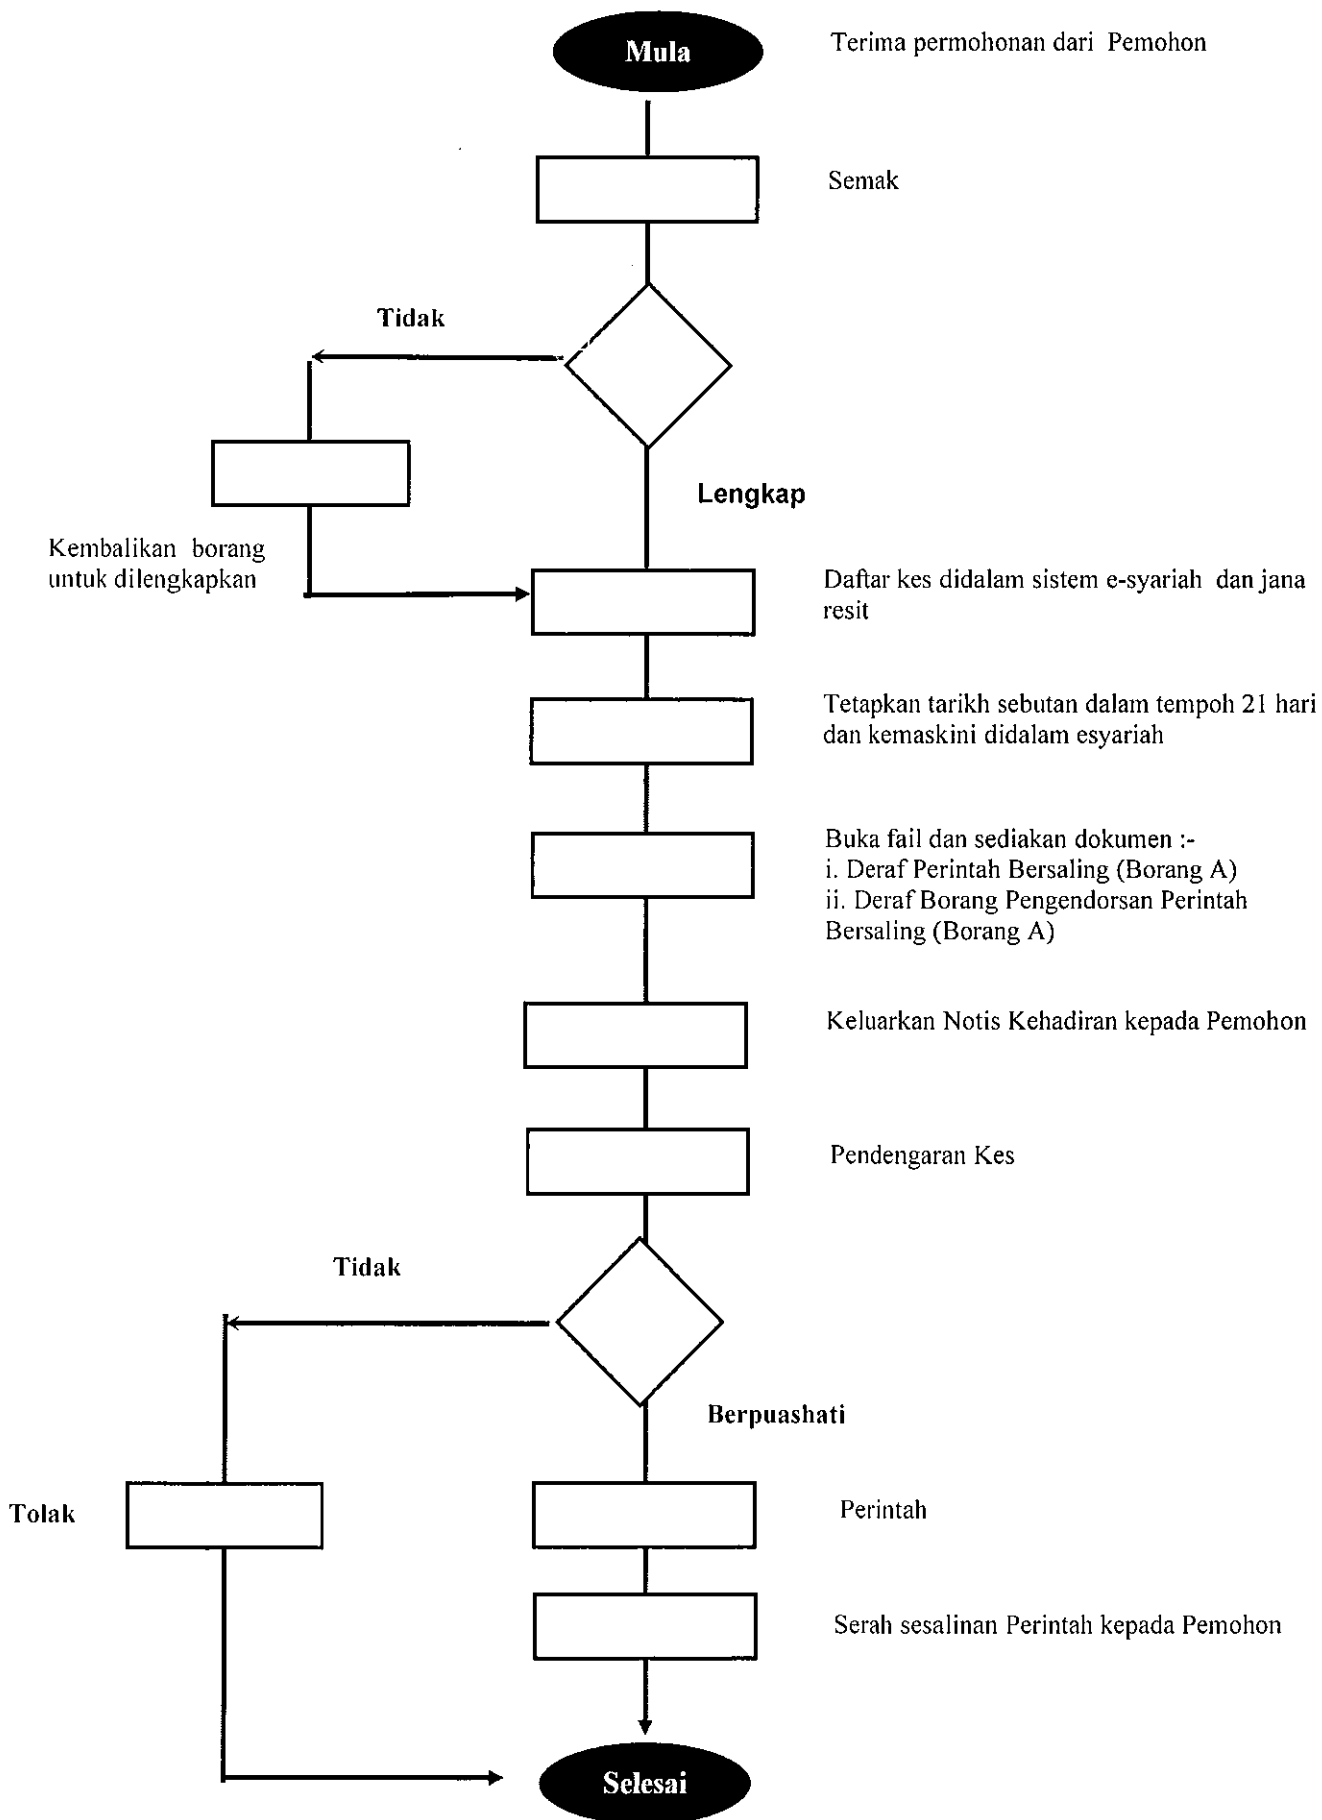 Mula
Terima permohonan dari Pemohon
Semak
Tidak
Lengkap
Kembalikan borang
untuk dilengkapkan
Daftar kes didalam sistem e-syariah dan jana
resit
Tetapkan tarikh sebutan dalam tempoh 21 hari
dan kemaskini didalam esyariah
Buka fail dan sediakan dokumen :-
i. Deraf Perintah Bersaling (Borang A)
ii. Deraf Borang Pengendorsan Perintah
Bersaling (Borang A)
Keluarkan Notis Kehadiran kepada Pemohon
Pendengaran Kes
Tidak
Berpuashati
Tolak
Perintah
Serah sesalinan Perintah kepada Pemohon
Selesai